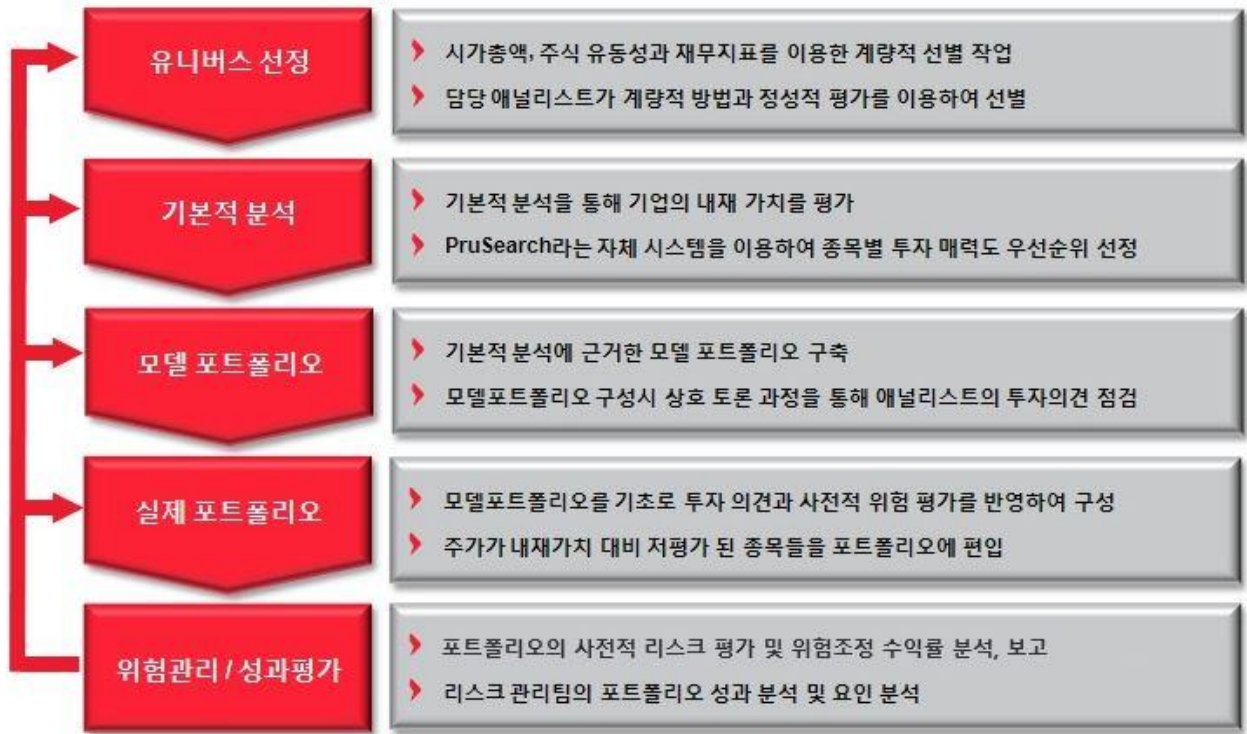 유니버스 선정
시가총액, 주식 유동성과 재무지표를 이용한 계량적 선별 작업
담당 애널리스트가 계량적 방법과 정성적 평가를 이용하여 선별
기본적 분석
기본적 분석을 통해 기업의 내재 가치를 평가
PruSearch라는 자체 시스템을 이용하여 종목별 투자 매력도 우선순위 선정
모델 포트폴리오
기본적 분석에 근거한 모델 포트폴리오 구축
모델포트폴리오 구성시 상호 토론 과정을 통해 애널리스트의 투자의견 점검
실제 포트폴리오
모델포트폴리오를 기초로 투자 의견과 사전적 위험 평가를 반영하여 구성
주가가 내재가치 대비 저평가 된 종목들을 포트폴리오에 편입
위험관리 / 성과평가
포트폴리오의 사전적 리스크 평가 및 위험조정 수익률 분석, 보고
리스크 관리팀의 포트폴리오 성과 분석 및 요인 분석